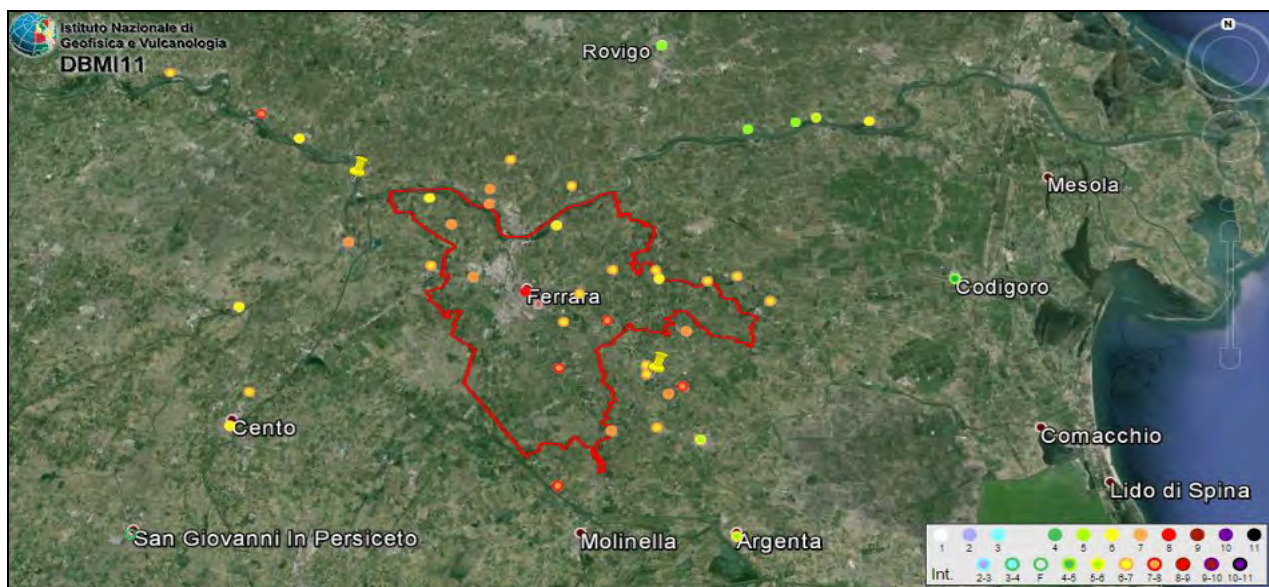 Istituto Nazionale di
Geofisica e Vulcanologia
DBMI11
N
Rovigo
Mesola
Codigoro
Ferrara
Cento
Comacchio
Lido di Spina
San Giovanni In Persiceto
Molinella
Argenta
1 2 3 4 5 6 7 8 9 10 11
Int. 2-3 3-4 F 4-5 5-6 6-7 7-8 8-9 9-10 10-11